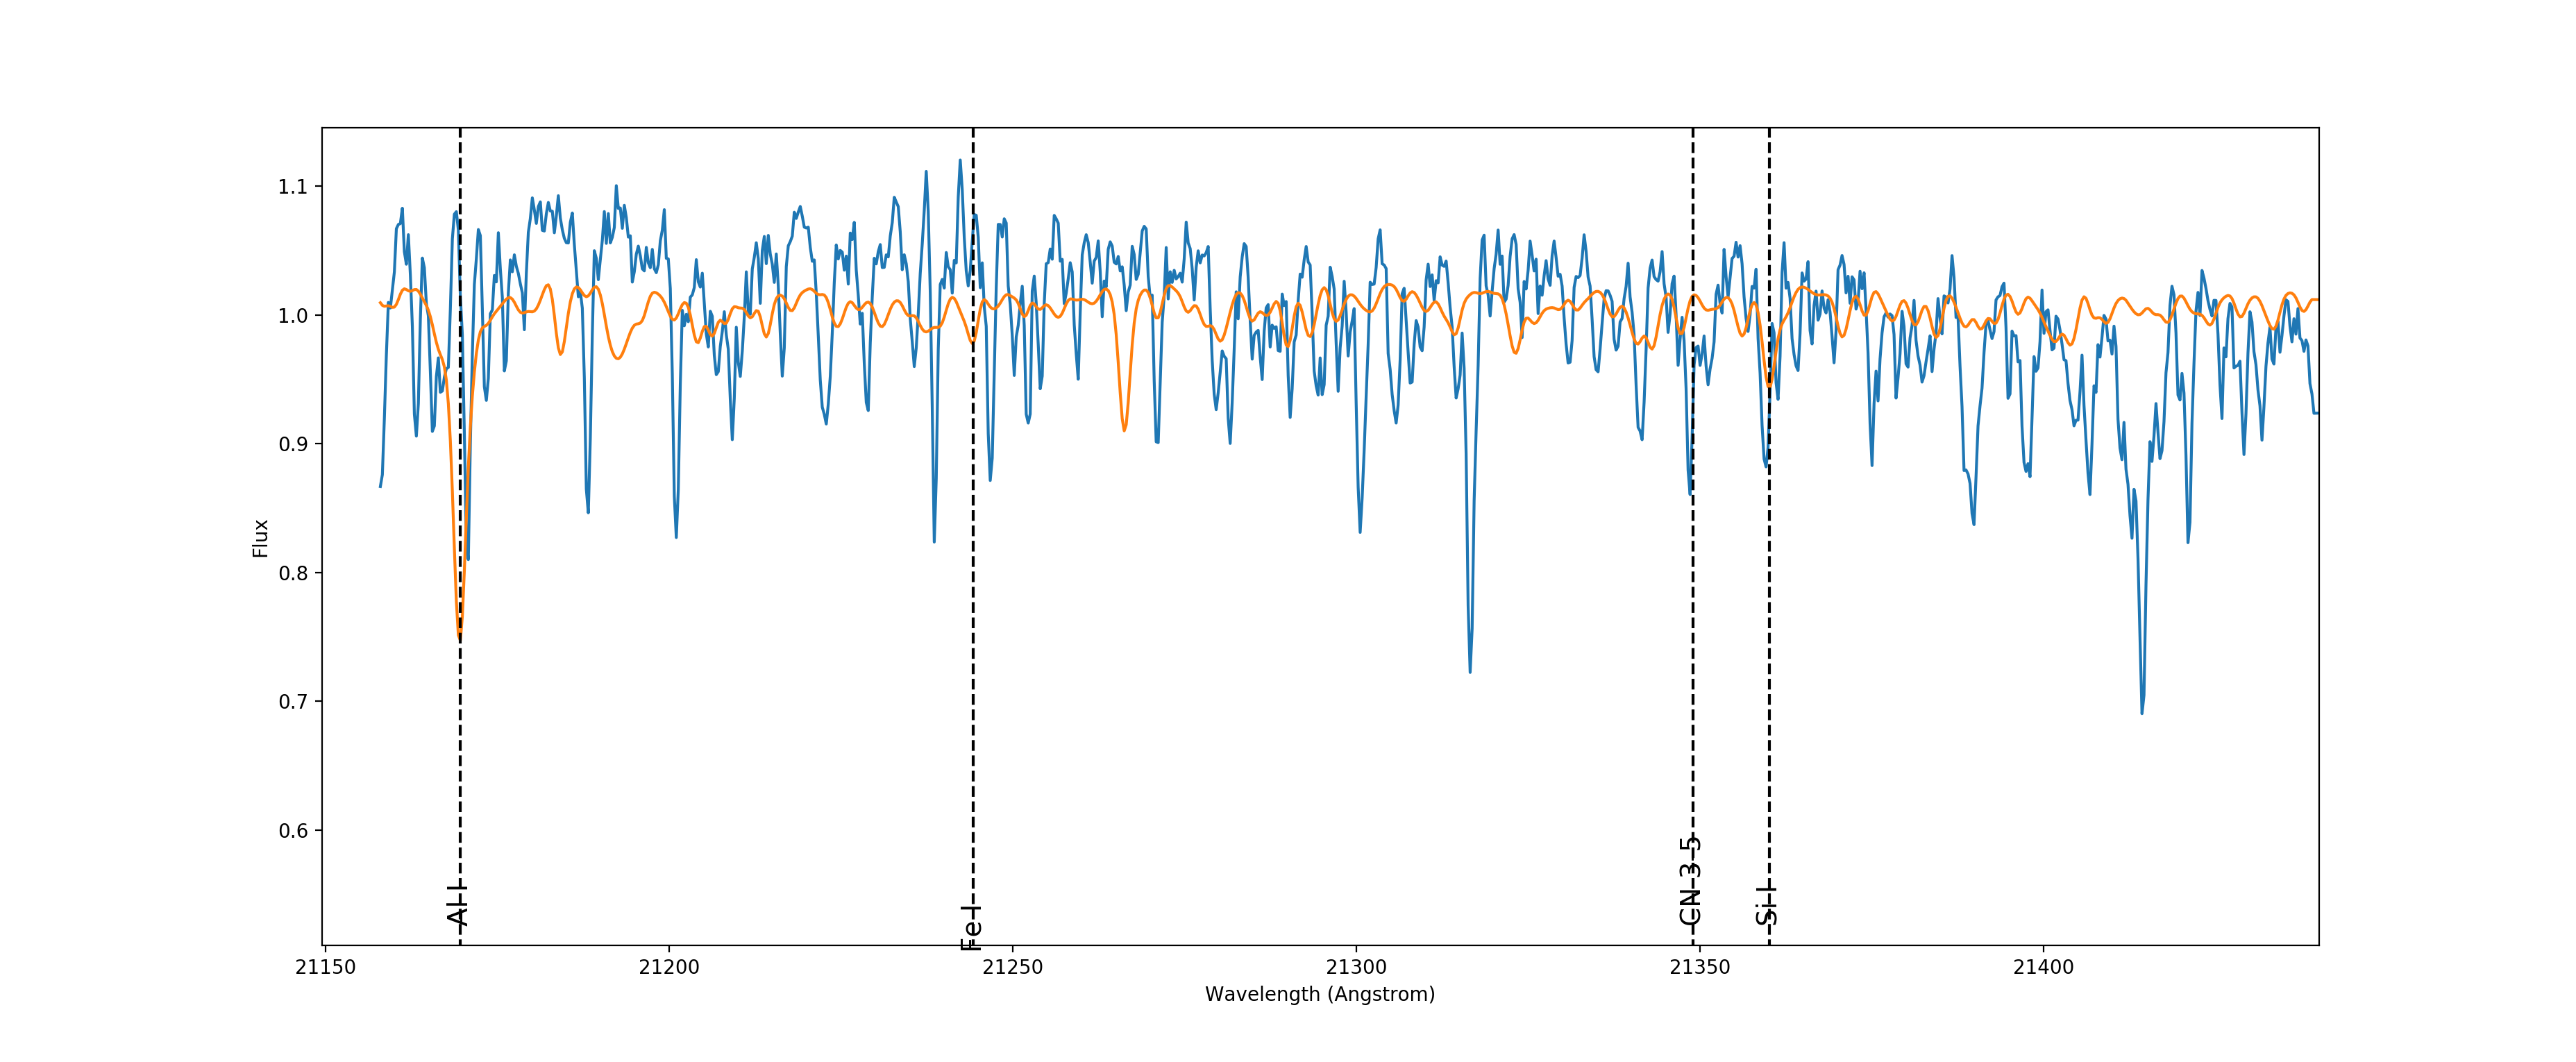 1.1
1.0
0.9
0.8
0.7
0.6
Flux
Al I
Fe I
CN 3-5
Si I
21150 21200 21250 21300 21350 21400
Wavelength (Angstrom)